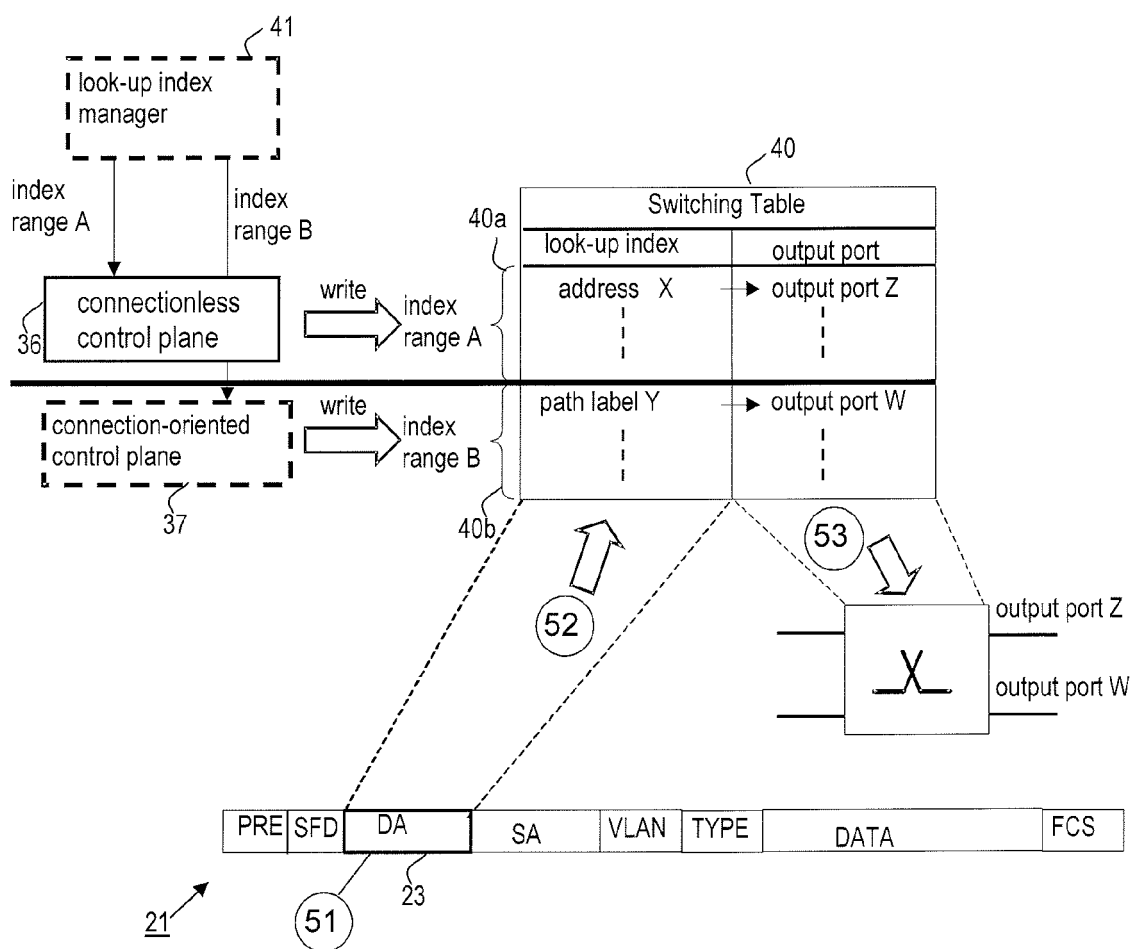 41
look-up index
manager
index
range A
index
range B
40
Switching Table
40a
look-up index
output port
36
connectionless
control plane
write
index
range A
address X
output port Z
connection-oriented
control plane
37
write
index
range B
path label Y
output port W
40b
52
53
output port Z
output port W
PRE
SFD
DA
SA
VLAN
TYPE
DATA
FCS
21
51
23